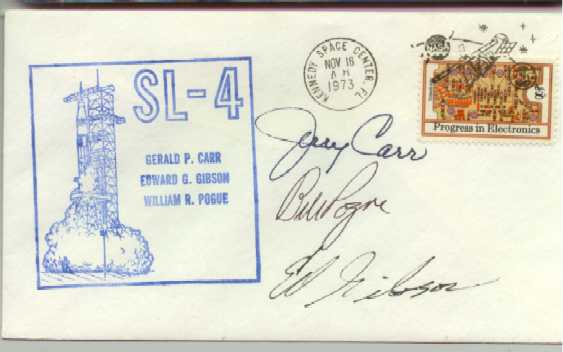 SL-4
GERALD P. CARR
EDWARD G. GIBSON
WILLIAM R. POGUE
KENNEDY SPACE CENTER, FL
NOV 16
AM
1973
Progress in Electronics
Jerry Carr
Bill Pogue
Ed Gibson